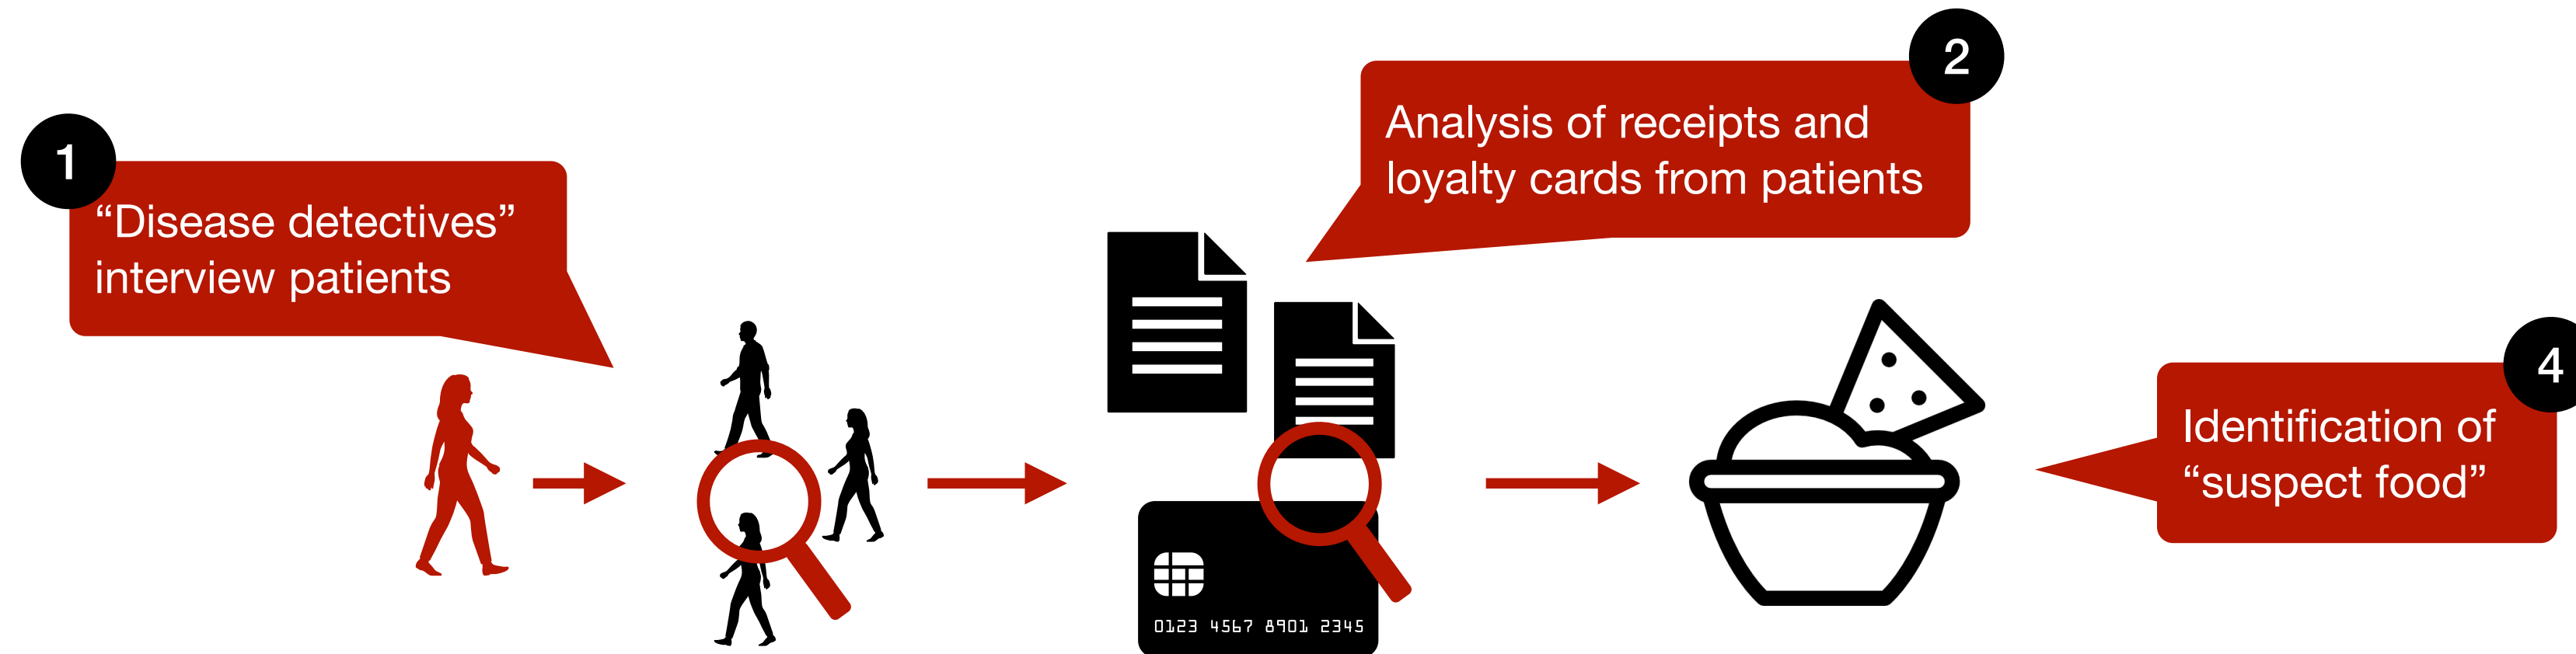 1
“Disease detectives”
interview patients
2
Analysis of receipts and
loyalty cards from patients
0123 4567 8901 2345
4
Identification of
“suspect food”